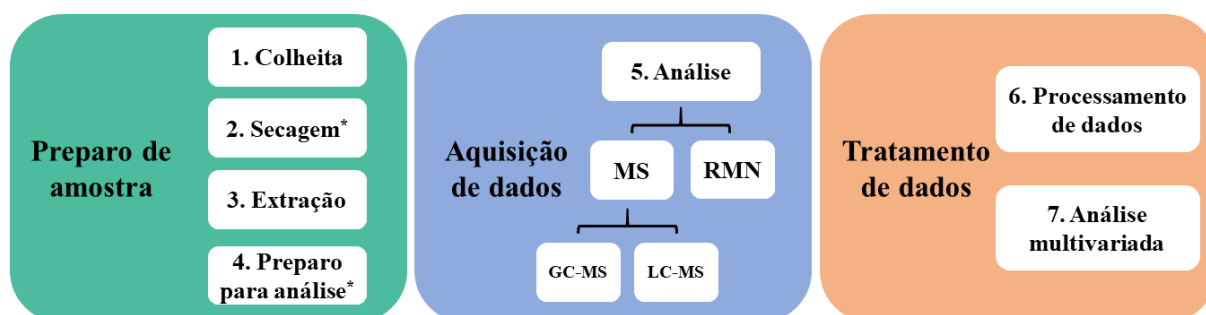 Preparo de
amostra
1. Colheita
2. Secagem*
3. Extração
4. Preparo
para análise*
Aquisição
de dados
5. Análise
MS
RMN
GC-MS
LC-MS
Tratamento
de dados
6. Processamento
de dados
7. Análise
multivariada